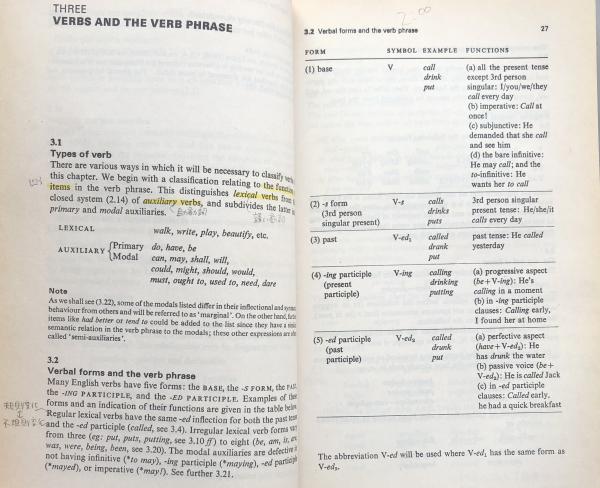 THREE
VERBS AND THE VERB PHRASE
3.1
Types of verb
There are various ways in which it will be necessary to classify verbs
this chapter. We begin with a classification relating to the function
items in the verb phrase. This distinguishes lexical verbs from
closed system (2.14) of auxiliary verbs, and subdivides the latter
primary and modal auxiliaries.
LEXICAL walk, write, play, beautify, etc.
AUXILIARY { Primary do, have, be
Modal can, may, shall, will,
could, might, should, would,
must, ought to, used to, need, dare
Note
As we shall see (3.22), some of the modals listed differ in their inflectional and
behaviour from others and will be referred to as 'marginal'. On the other hand,
items like had better or tend to could be added to the list since they have a
semantic relation in the verb phrase to the modals; these other expressions are
called 'semi-auxiliaries'.
3.2
Verbal forms and the verb phrase
Many English verbs have five forms: the BASE, the -S FORM, the PAST,
the -ING PARTICIPLE, and the -ED PARTICIPLE. Examples of these
forms and an indication of their functions are given in the table below.
Regular lexical verbs have the same -ed inflection for both the past
and the -ed participle (called, see 3.4). Irregular lexical verb forms vary
from three (eg: put, puts, putting, see 3.10 ff) to eight (be, am, is, are,
was, were, being, been, see 3.20). The modal auxiliaries are defective in
not having infinitive (*to may), -ing participle (*maying), -ed participle
(*mayed), or imperative (*may!). See further 3.21.
2.00
3.2 Verbal forms and the verb phrase 27
FORM SYMBOL EXAMPLE FUNCTIONS
(1) base V call (a) all the present tense
drink except 3rd person
put singular: I/you/we/they
call every day
(b) imperative: Call at
once!
(c) subjunctive: He
demanded that she call
and see him
(d) the bare infinitive:
He may call; and the
to-infinitive: He
wants her to call
(2) -s form V-s calls 3rd person singular
(3rd person drinks present tense: He/she/it
singular present) puts calls every day
(3) past V-ed₁ called past tense: He called
drank yesterday
put
(4) -ing participle V-ing calling (a) progressive aspect
(present drinking (be+V-ing): He's
participle) putting calling in a moment
(b) in -ing participle
clauses: Calling early,
I found her at home
(5) -ed participle V-ed₂ called (a) perfective aspect
(past drunk (have+V-ed₂): He
participle) put has drunk the water
(b) passive voice (be+
V-ed₂): He is called Jack
(c) in -ed participle
clauses: Called early,
he had a quick breakfast
The abbreviation V-ed will be used where V-ed₁ has the same form as
V-ed₂.